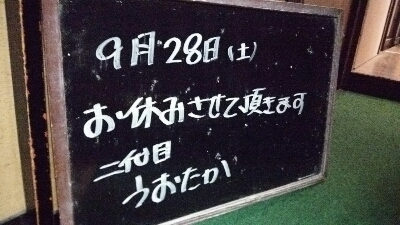 9月28日(土)
お休みさせて頂きます
二代目
うおたか